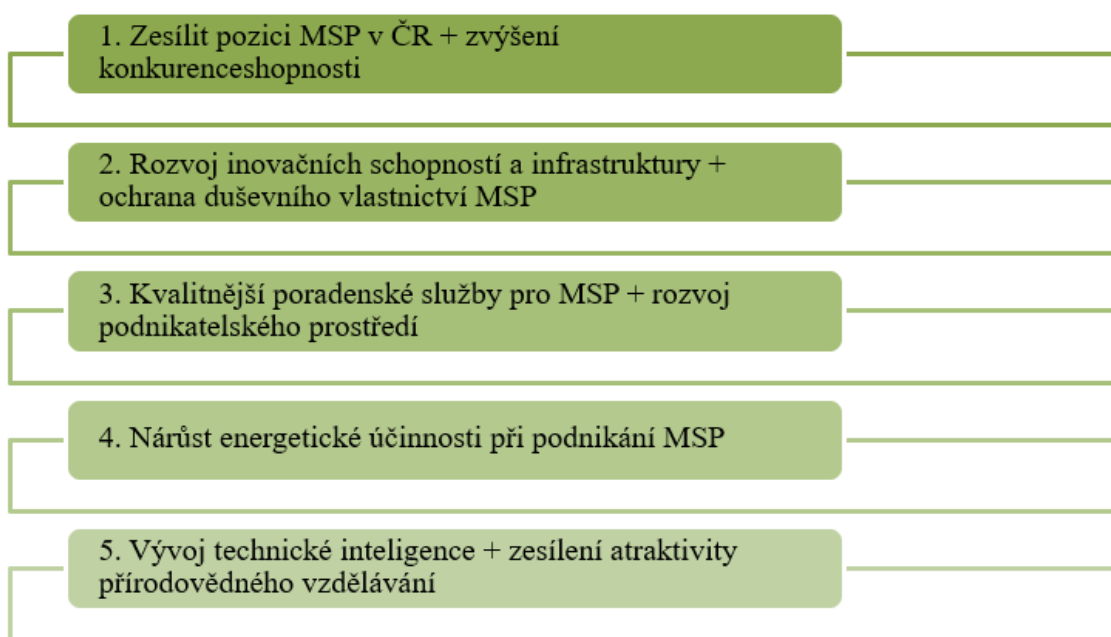 1. Zesílit pozici MSP v ČR + zvýšení
konkurenceshopnosti
2. Rozvoj inovačních schopností a infrastruktury +
ochrana duševního vlastnictví MSP
3. Kvalitnější poradenské služby pro MSP + rozvoj
podnikatelského prostředí
4. Nárůst energetické účinnosti při podnikání MSP
5. Vývoj technické inteligence + zesílení atraktivity
přírodovědného vzdělávání